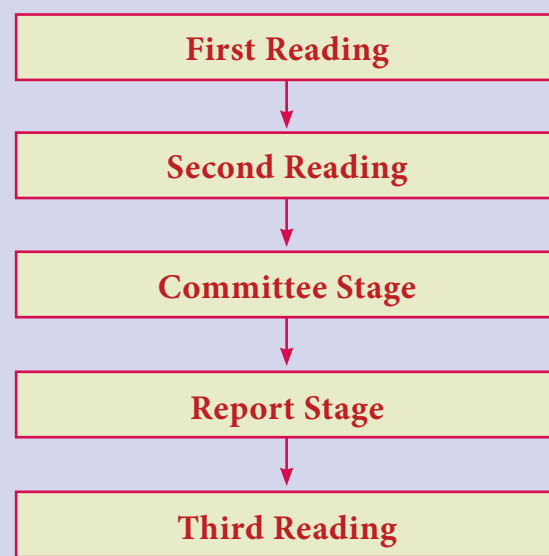 First Reading
Second Reading
Committee Stage
Report Stage
Third Reading